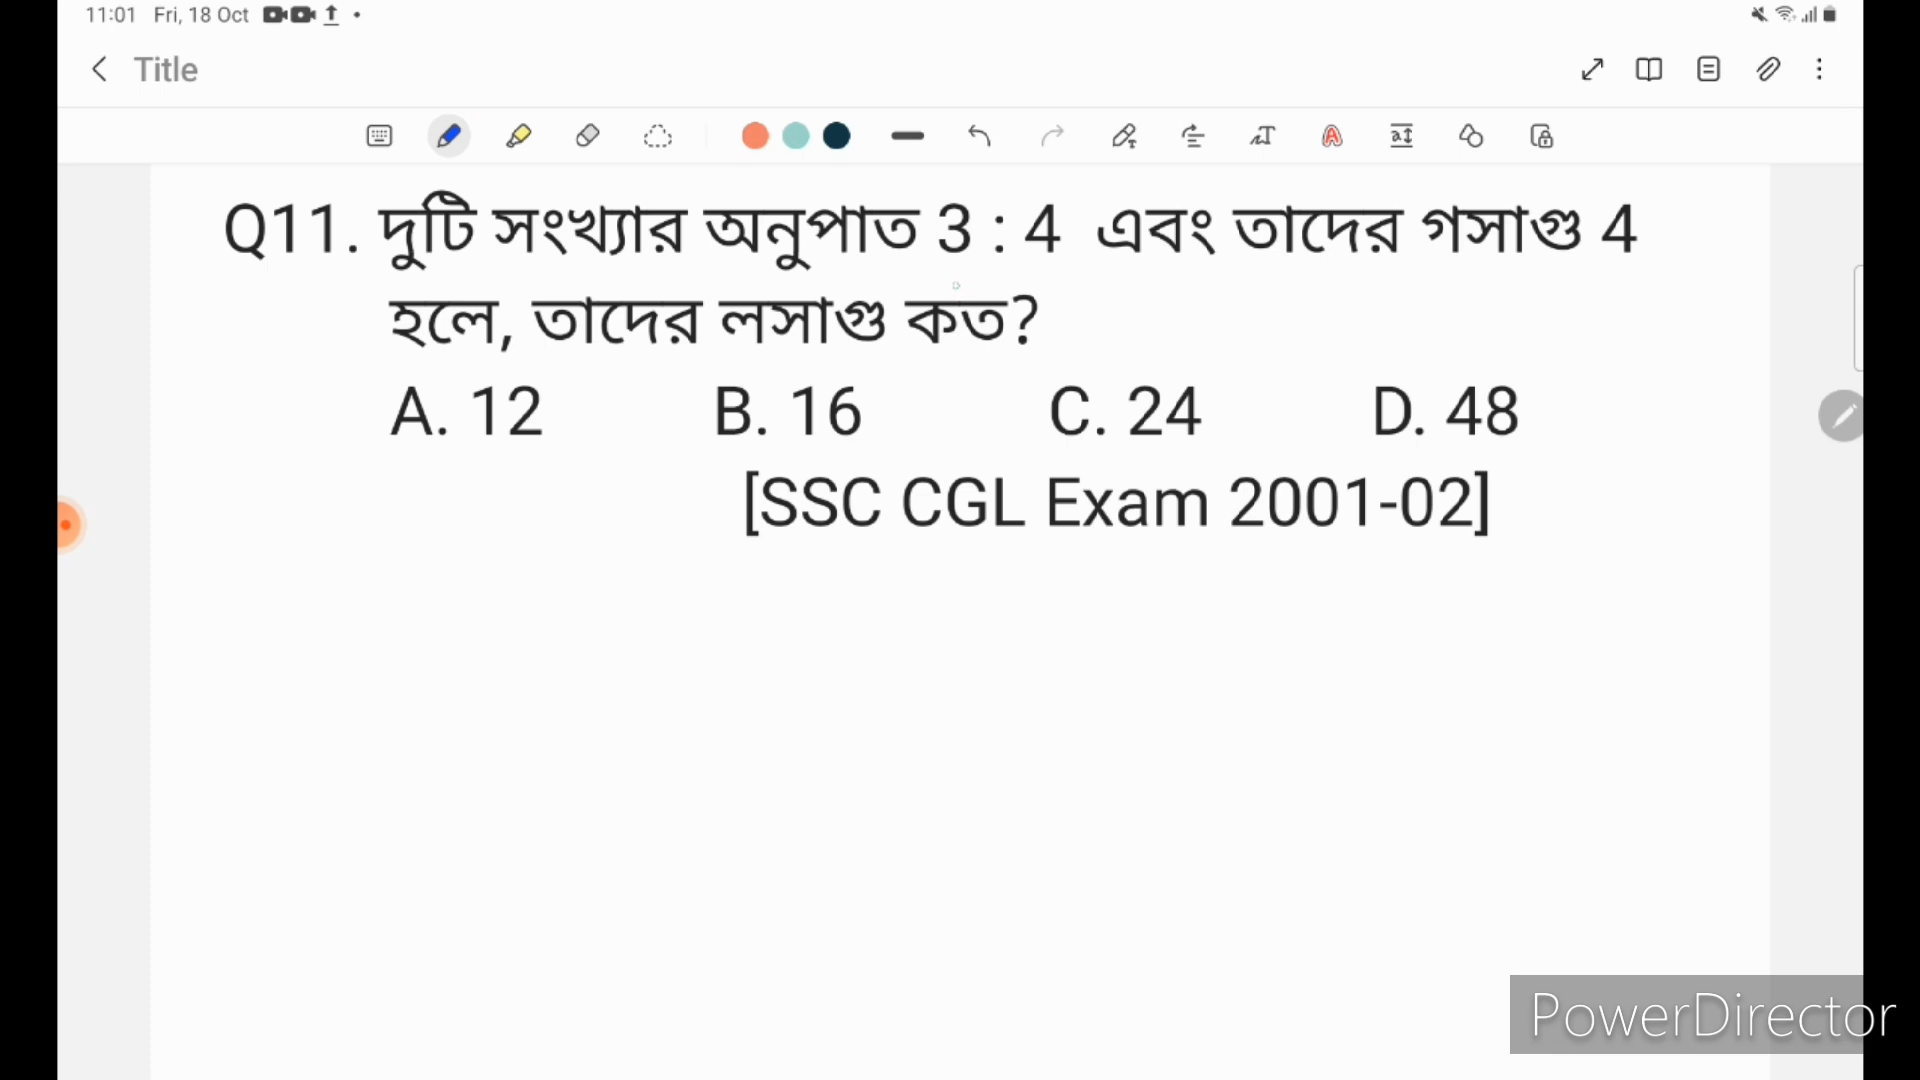 11:01 Fri, 18 Oct
Title
Q11. দুটি সংখ্যার অনুপাত 3 : 4 এবং তাদের গসাগু 4
হলে, তাদের লসাগু কত?
A. 12 B. 16 C. 24 D. 48
[SSC CGL Exam 2001-02]
PowerDirector